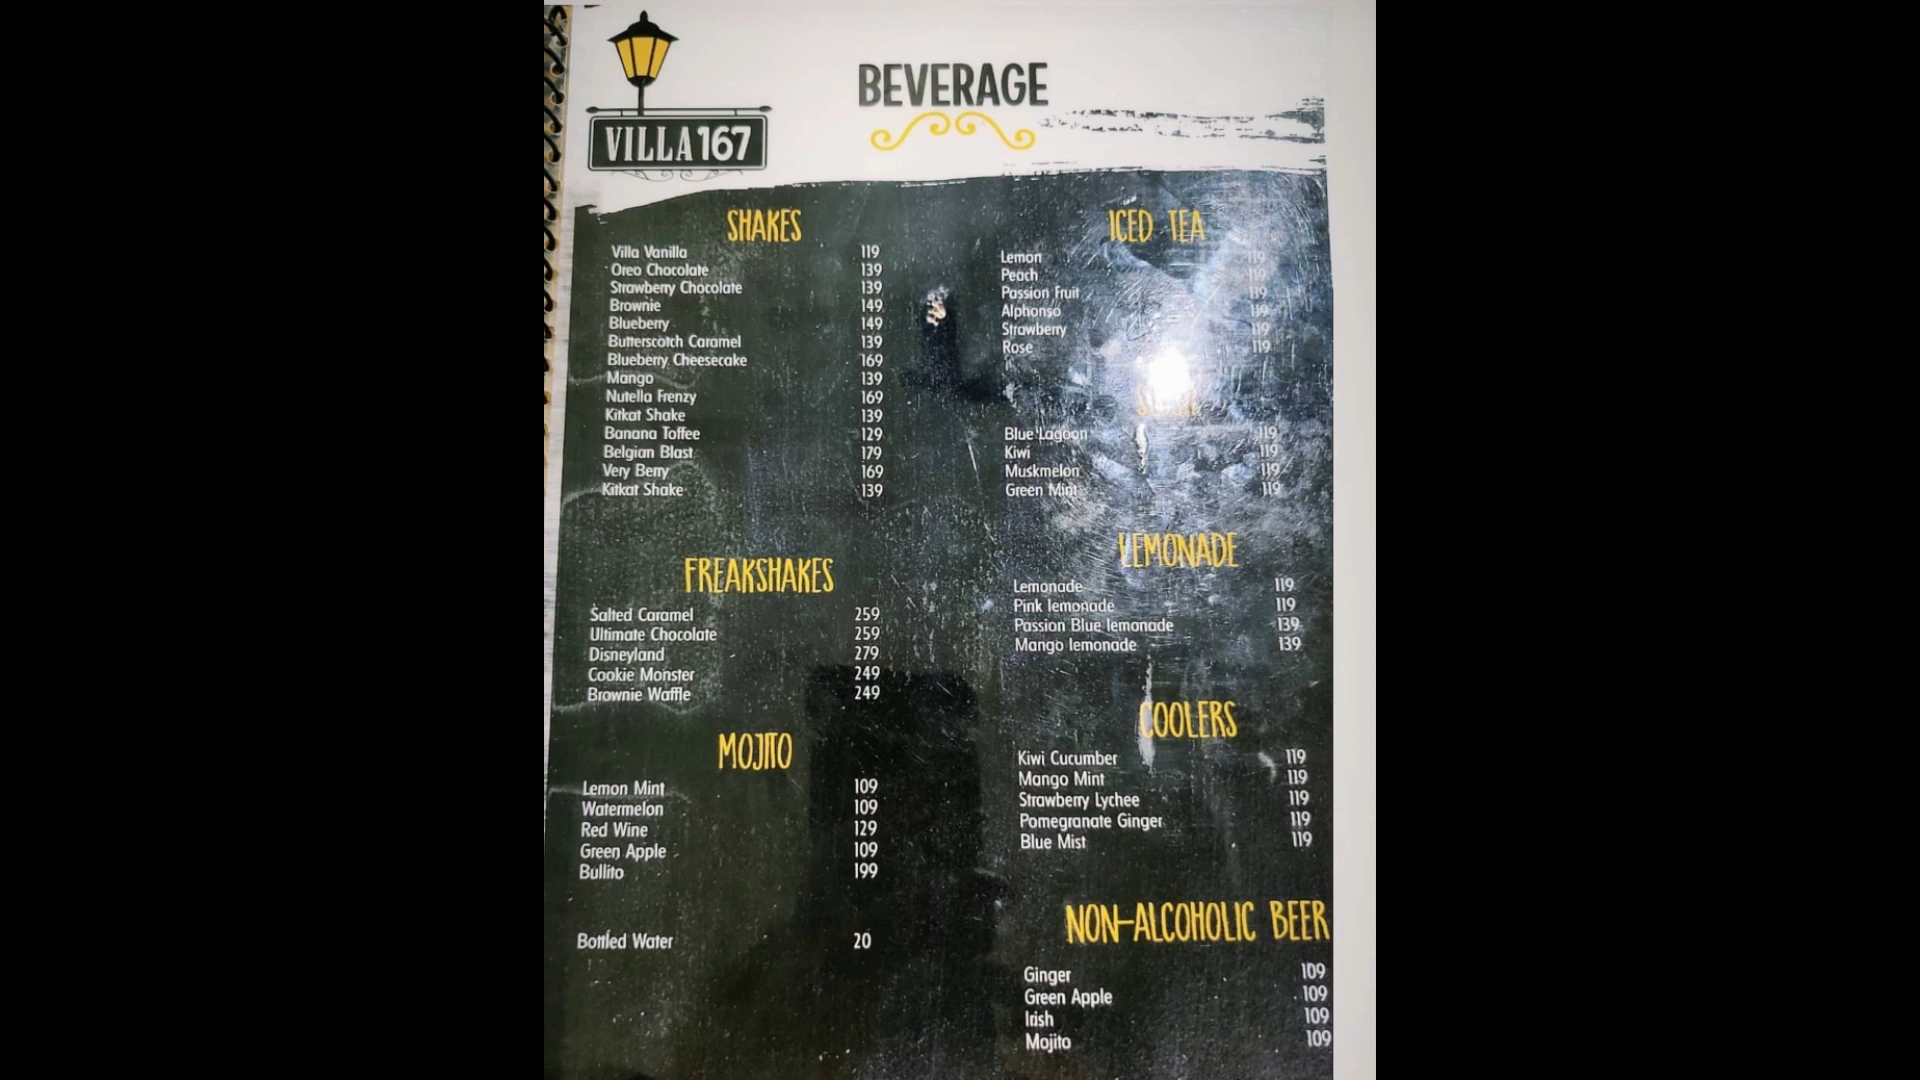 VILLA167
BEVERAGE
SHAKES
Villa Vanilla 119
Oreo Chocolate 139
Strawberry Chocolate 139
Brownie 149
Blueberry 149
Butterscotch Caramel 139
Blueberry Cheesecake 169
Mango 139
Nutella Frenzy 169
Kitkat Shake 139
Banana Toffee 129
Belgian Blast 179
Very Berry 169
Kitkat Shake 139
FREAKSHAKES
Salted Caramel 259
Ultimate Chocolate 259
Disneyland 279
Cookie Monster 249
Brownie Waffle 249
MOJITO
Lemon Mint 109
Watermelon 109
Red Wine 129
Green Apple 109
Bullito 199
Bottled Water 20
ICED TEA
Lemon 119
Peach 119
Passion Fruit 119
Alphonso 119
Strawberry 119
Rose 119
Blue Lagoon 119
Kiwi 119
Muskmelon 119
Green Mint 119
LEMONADE
Lemonade 119
Pink lemonade 119
Passion Blue lemonade 139
Mango lemonade 139
COOLERS
Kiwi Cucumber 119
Mango Mint 119
Strawberry Lychee 119
Pomegranate Ginger 119
Blue Mist 119
NON-ALCOHOLIC BEER
Ginger 109
Green Apple 109
Irish 109
Mojito 109